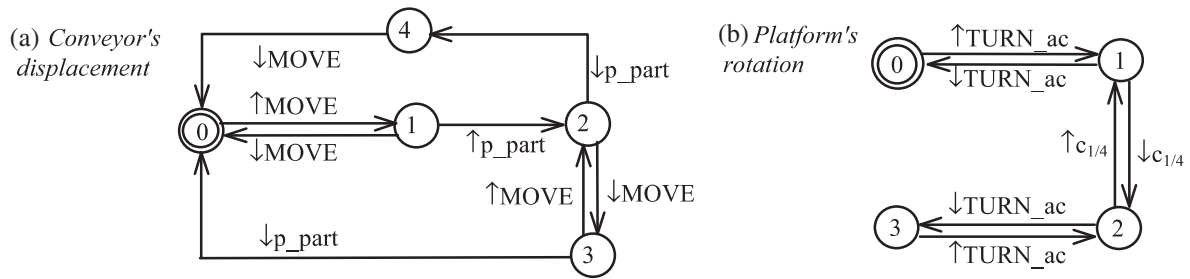 (a) Conveyor's
displacement
4
↓MOVE
↓p_part
0
↑MOVE
↓MOVE
1
↑p_part
2
↑MOVE
↓MOVE
↓p_part
3
(b) Platform's
rotation
0
↑TURN_ac
↓TURN_ac
1
↑c1/4
↓c1/4
3
↓TURN_ac
↑TURN_ac
2